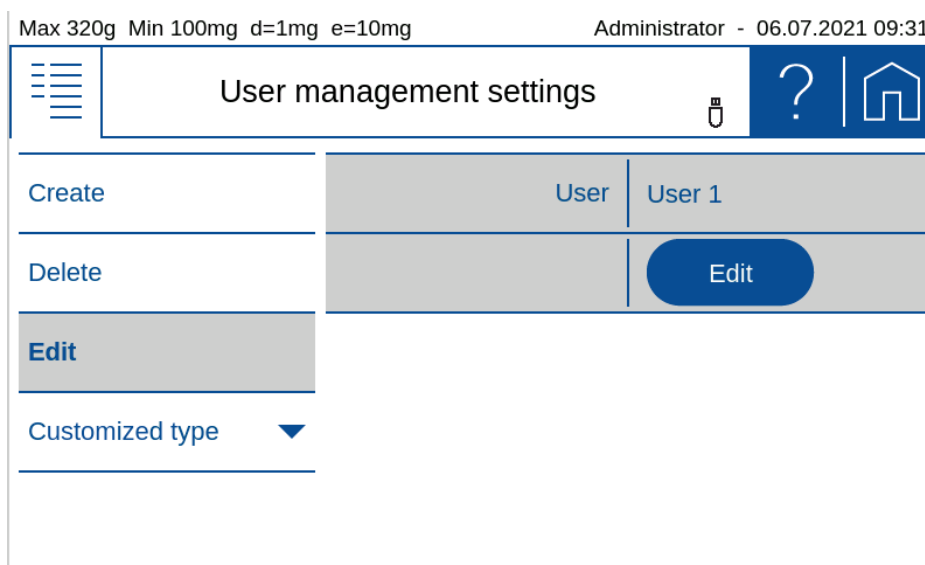 Max 320g Min 100mg d=1mg e=10mg Administrator - 06.07.2021 09:31
User management settings ?
Create User User 1
Delete Edit
Edit
Customized type